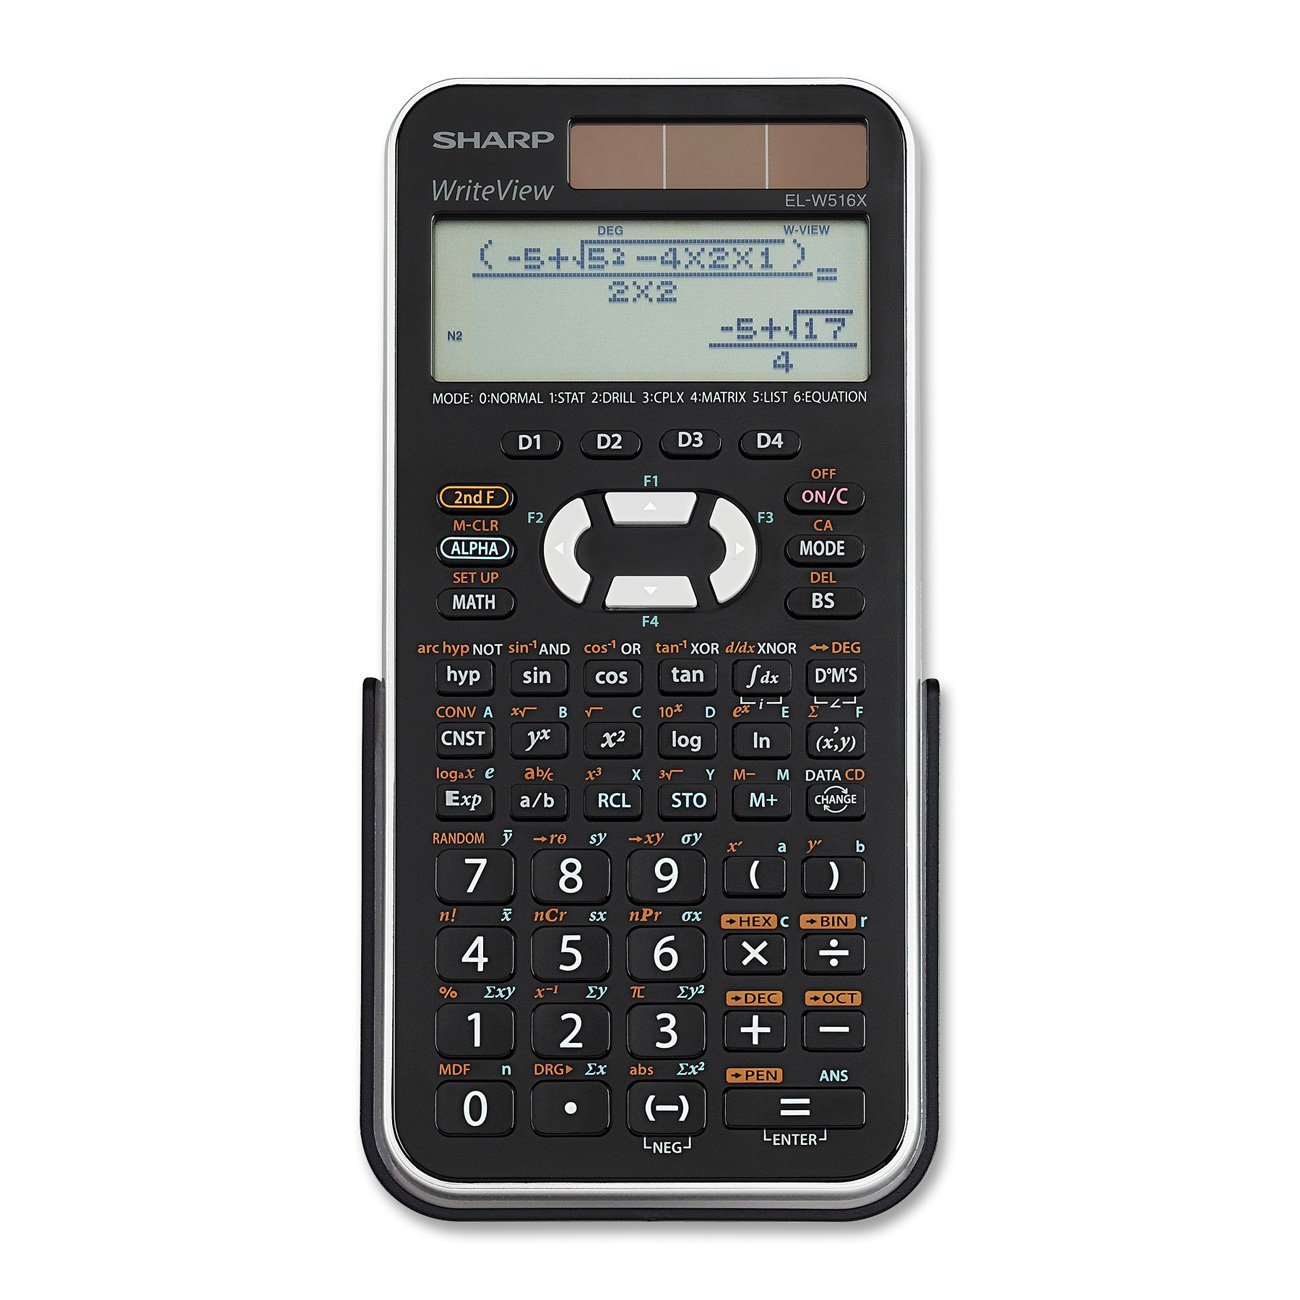 SHARP
WriteView
EL-W516X
DEG W-VIEW
(-5+√5²-4×2×1)
=
2×2
N2
-5+√17
4
MODE: 0:NORMAL 1:STAT 2:DRILL 3:CPLX 4:MATRIX 5:LIST 6:EQUATION
D1 D2 D3 D4
F1 OFF
2nd F ON/C
F2 F3
M-CLR CA
ALPHA MODE
SET UP DEL
MATH BS
F4
arc hyp NOT sin⁻¹ AND cos⁻¹ OR tan⁻¹ XOR d/dx XNOR ↔DEG
hyp sin cos tan ∫dx D°M'S
i ∠
CONV A ˣ√ B √ C 10ˣ D eˣ E Σ F
CNST yˣ x² log ln (x,y)
,
logₐx e ab/c x³ X ³√ Y M− M DATA CD
Exp a/b RCL STO M+ CHANGE
RANDOM ȳ →rθ sy →xy σy x′ a y′ b
7 8 9 ( )
n! x̄ nCr sx nPr σx →HEX c →BIN r
4 5 6 × ÷
% Σxy x⁻¹ Σy π Σy² →DEC →OCT
1 2 3 + −
MDF n DRG▸ Σx abs Σx² →PEN ANS
0 • (−) =
NEG ENTER